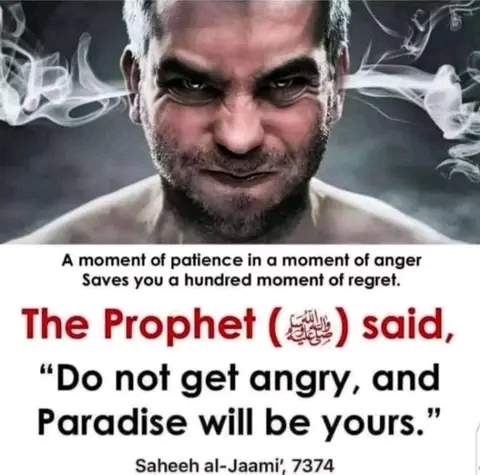 A moment of patience in a moment of anger
Saves you a hundred moment of regret.
The Prophet (ﷺ) said,
“Do not get angry, and
Paradise will be yours.”
Saheeh al-Jaami’, 7374